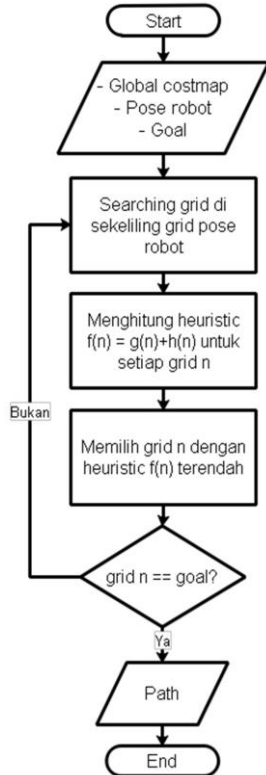 Start
- Global costmap
- Pose robot
- Goal
Searching grid di
sekeliling grid pose
robot
Menghitung heuristic
f(n) = g(n)+h(n) untuk
setiap grid n
Bukan
Memilih grid n dengan
heuristic f(n) terendah
grid n == goal?
Ya
Path
End